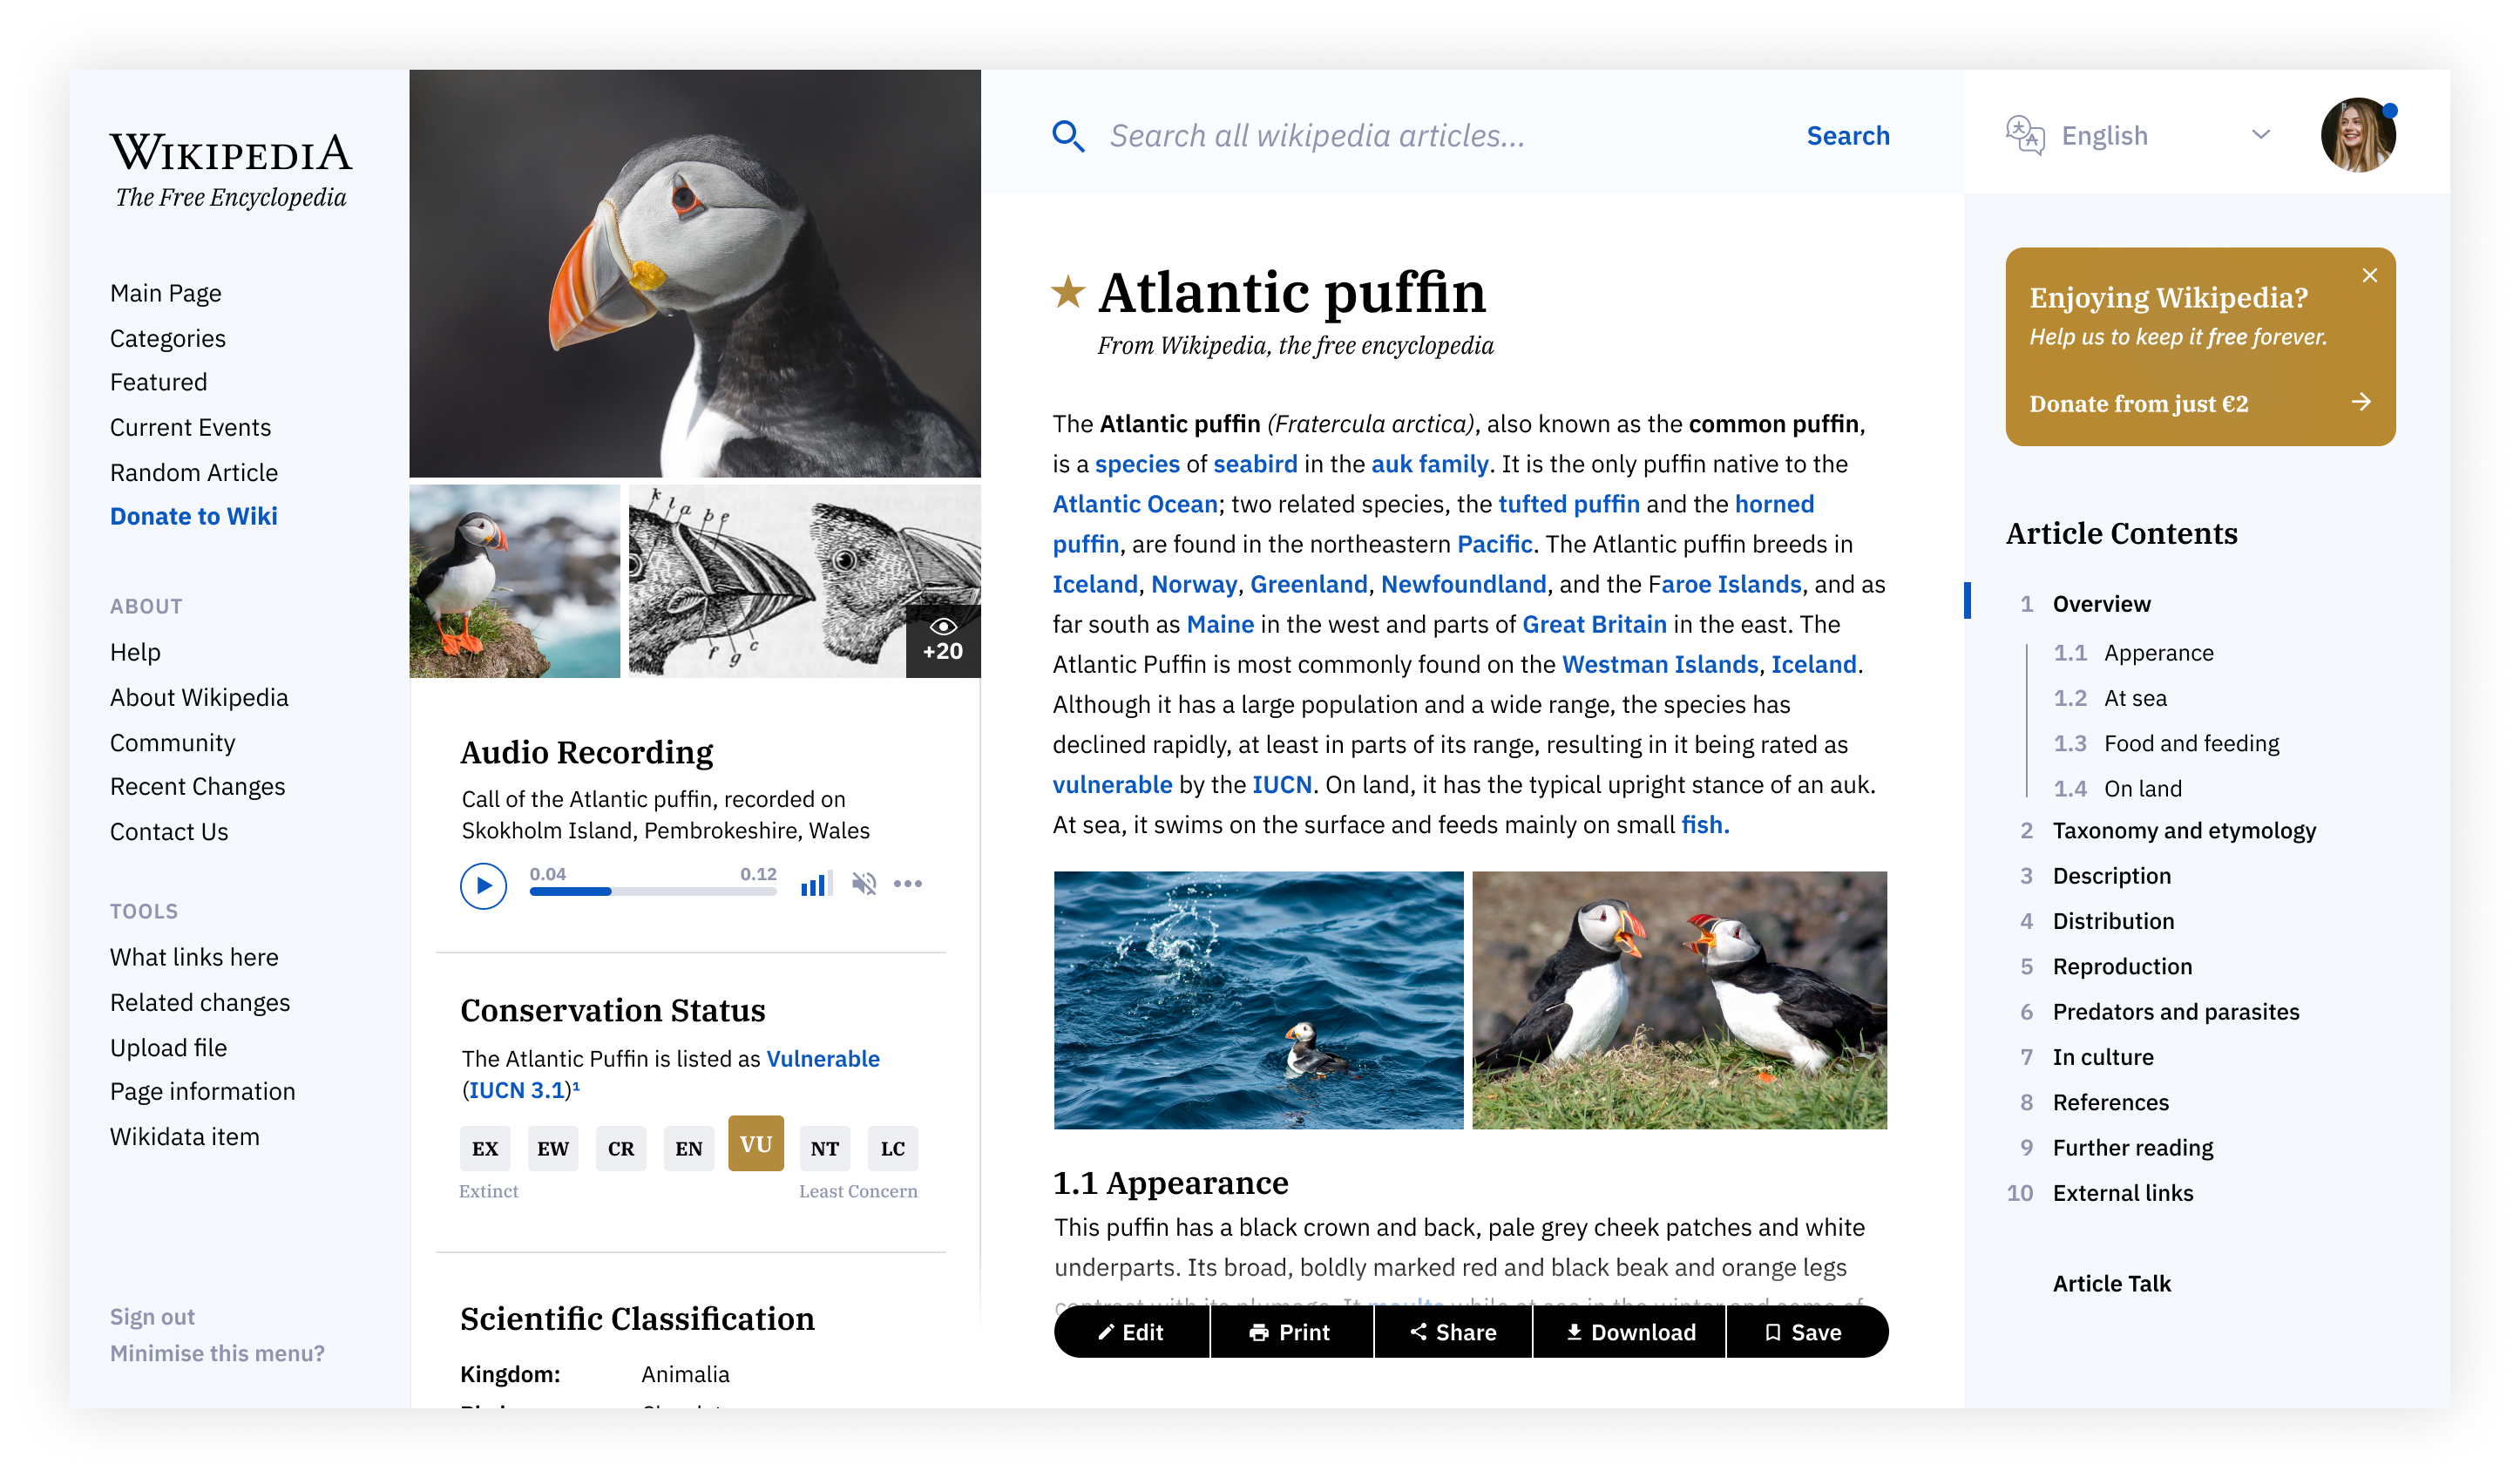 WIKIPEDIA
The Free Encyclopedia
Main Page
Categories
Featured
Current Events
Random Article
Donate to Wiki
ABOUT
Help
About Wikipedia
Community
Recent Changes
Contact Us
TOOLS
What links here
Related changes
Upload file
Page information
Wikidata item
Sign out
Minimise this menu?
k l a b e
f g c
+20
Audio Recording
Call of the Atlantic puffin, recorded on
Skokholm Island, Pembrokeshire, Wales
0.04 0.12
Conservation Status
The Atlantic Puffin is listed as Vulnerable
(IUCN 3.1)¹
EX EW CR EN VU NT LC
Extinct Least Concern
Scientific Classification
Kingdom: Animalia
Search all wikipedia articles...
Search
Atlantic puffin
From Wikipedia, the free encyclopedia
The Atlantic puffin (Fratercula arctica), also known as the common puffin,
is a species of seabird in the auk family. It is the only puffin native to the
Atlantic Ocean; two related species, the tufted puffin and the horned
puffin, are found in the northeastern Pacific. The Atlantic puffin breeds in
Iceland, Norway, Greenland, Newfoundland, and the Faroe Islands, and as
far south as Maine in the west and parts of Great Britain in the east. The
Atlantic Puffin is most commonly found on the Westman Islands, Iceland.
Although it has a large population and a wide range, the species has
declined rapidly, at least in parts of its range, resulting in it being rated as
vulnerable by the IUCN. On land, it has the typical upright stance of an auk.
At sea, it swims on the surface and feeds mainly on small fish.
1.1 Appearance
This puffin has a black crown and back, pale grey cheek patches and white
underparts. Its broad, boldly marked red and black beak and orange legs
Edit Print Share Download Save
English
Enjoying Wikipedia?
Help us to keep it free forever.
Donate from just €2
Article Contents
1 Overview
1.1 Apperance
1.2 At sea
1.3 Food and feeding
1.4 On land
2 Taxonomy and etymology
3 Description
4 Distribution
5 Reproduction
6 Predators and parasites
7 In culture
8 References
9 Further reading
10 External links
Article Talk